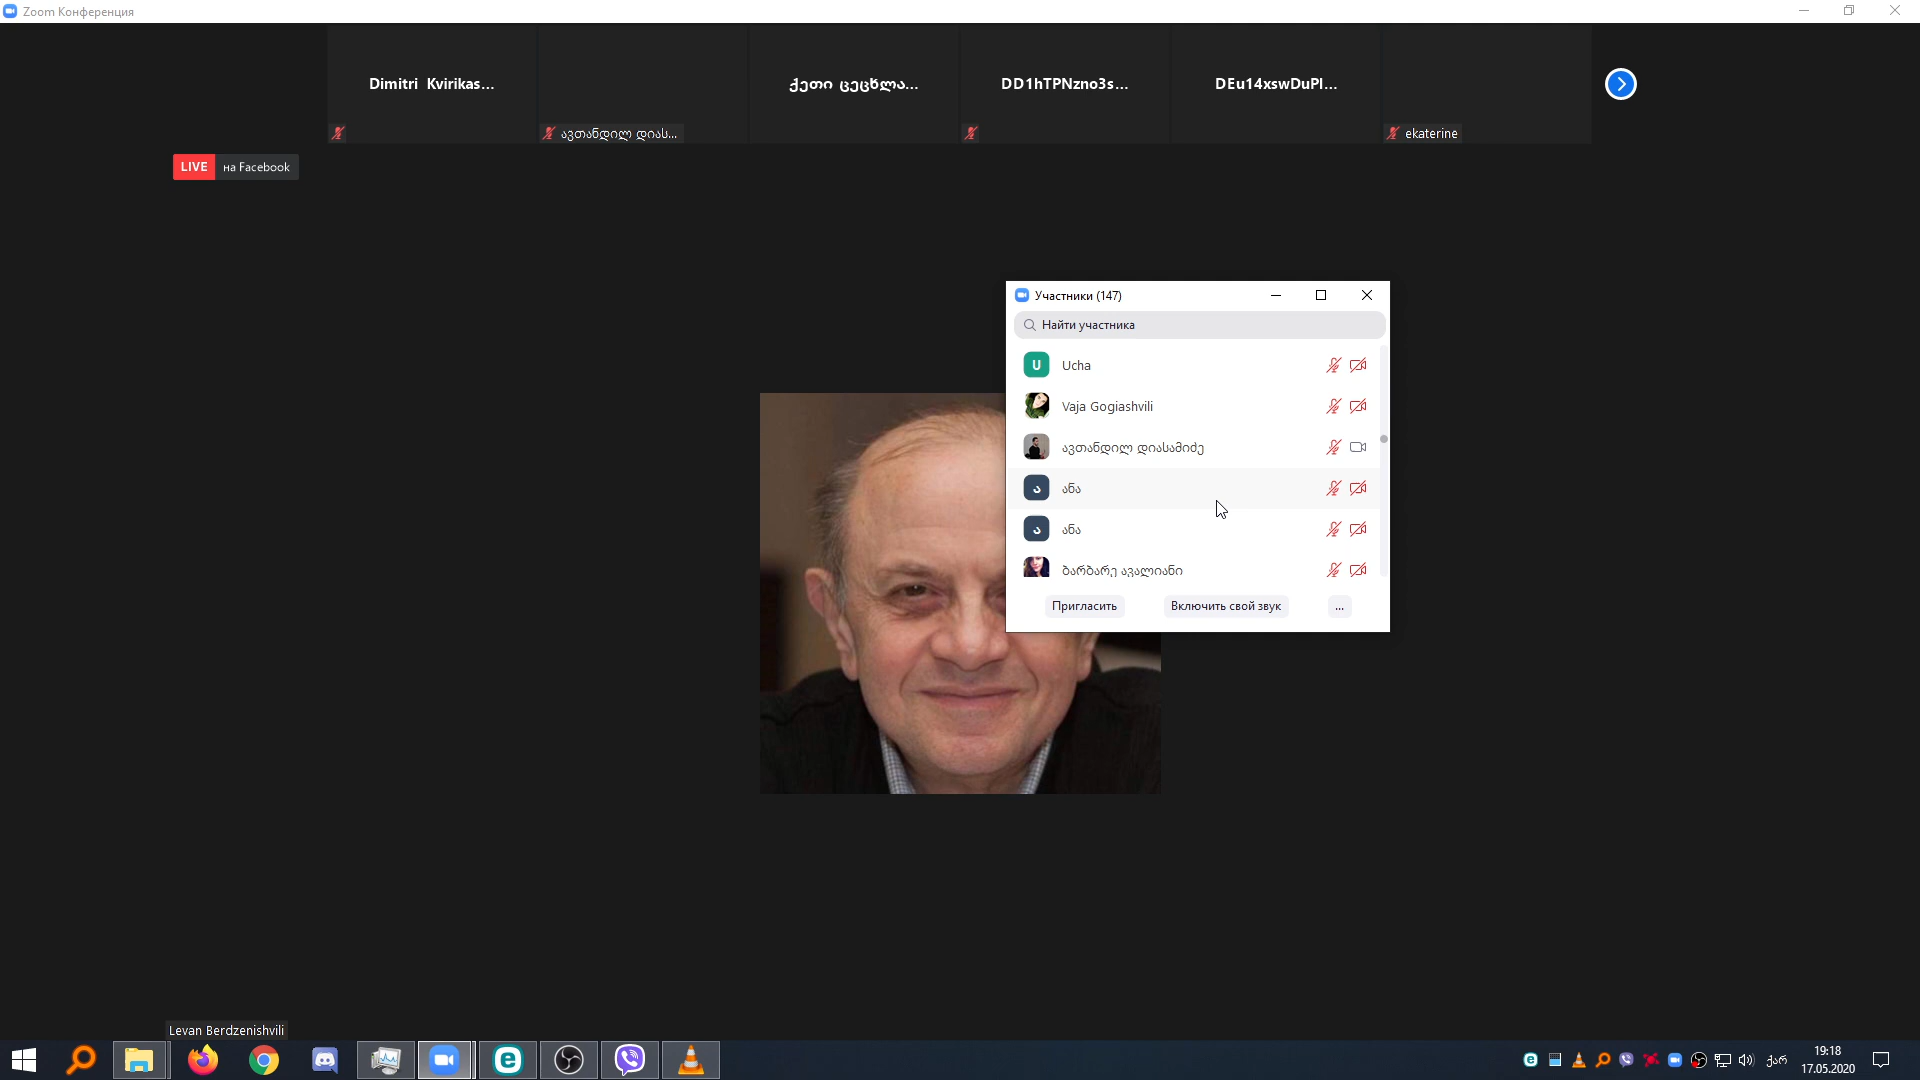 Zoom Конференция
Dimitri Kvirikas...
ქეთი ცეცხლა...
DD1hTPNzno3s...
DEu14xswDuPI...
ავთანდილ დიას...
ekaterine
LIVE на Facebook
Участники (147)
Найти участника
U Ucha
Vaja Gogiashvili
ავთანდილ დიასამიძე
ა ანა
ა ანა
ბარბარე ავალიანი
Пригласить Включить свой звук ...
Levan Berdzenishvili
ქარ
19:18
17.05.2020